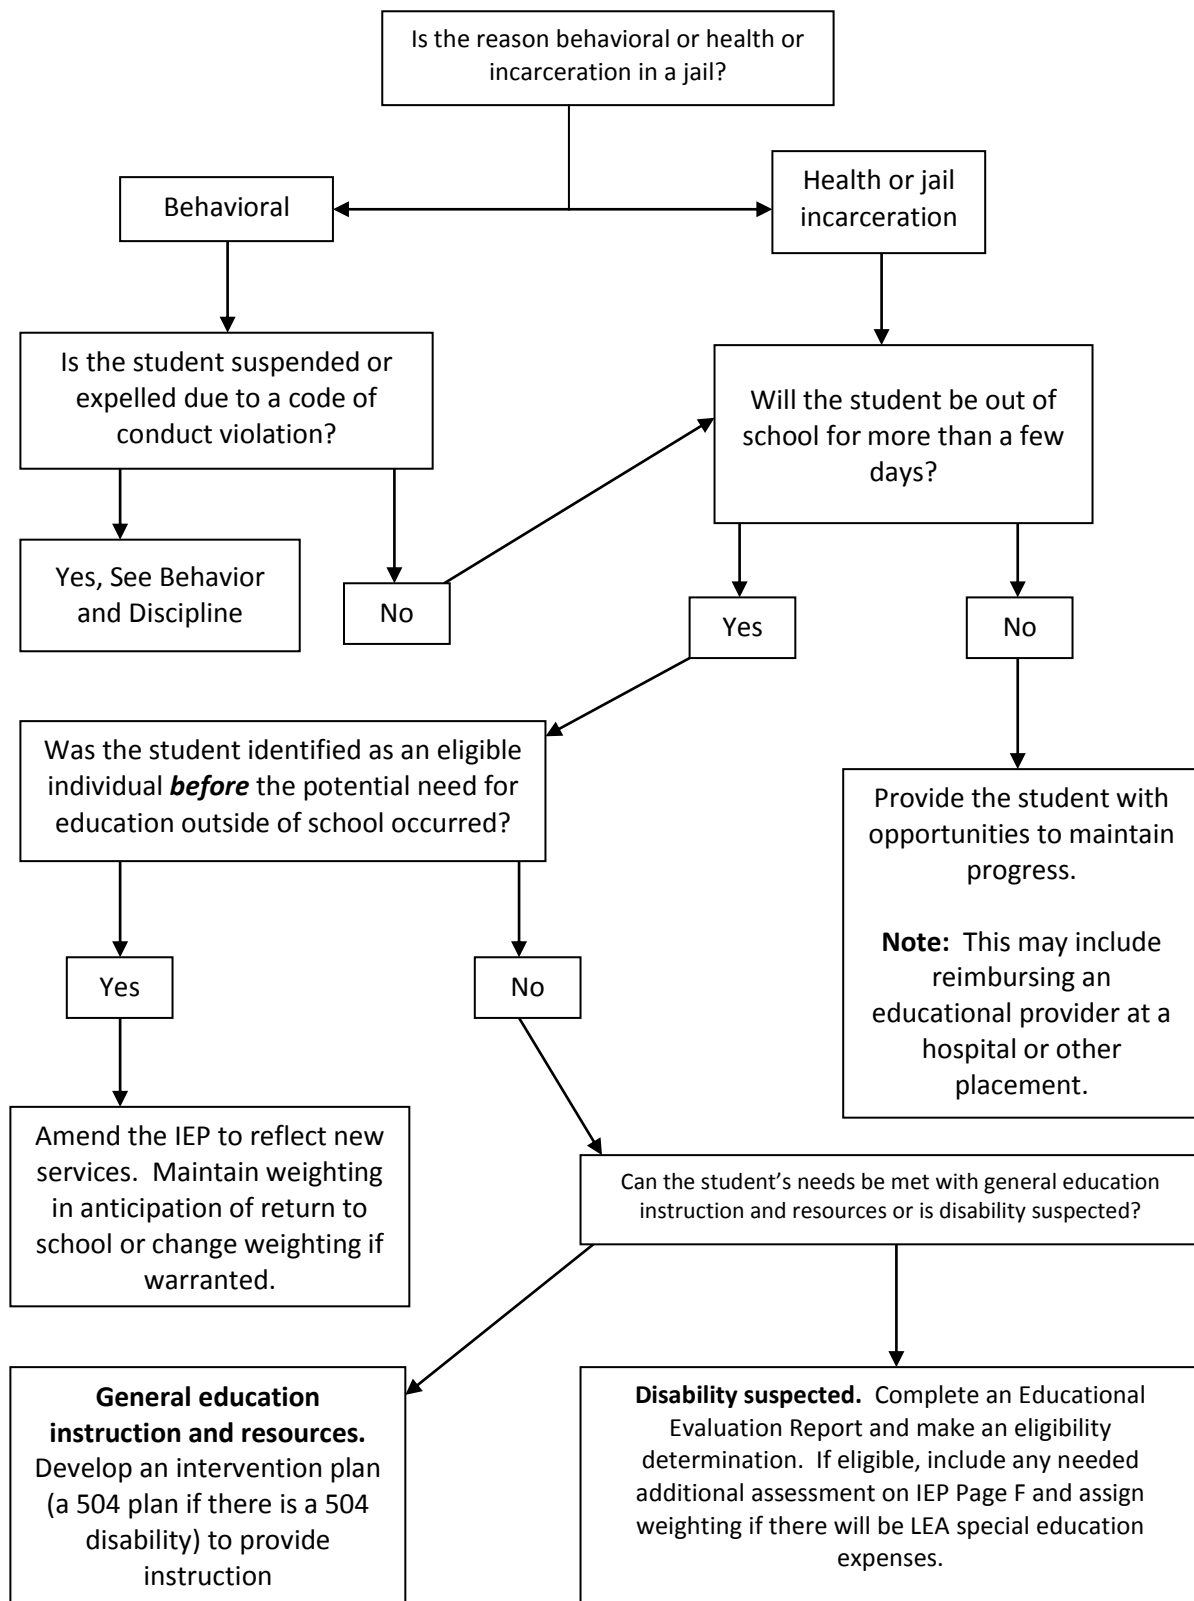 Is the reason behavioral or health or
incarceration in a jail?
Behavioral
Health or jail
incarceration
Is the student suspended or
expelled due to a code of
conduct violation?
Will the student be out of
school for more than a few
days?
Yes, See Behavior
and Discipline
No
Yes
No
Was the student identified as an eligible
individual before the potential need for
education outside of school occurred?
Provide the student with
opportunities to maintain
progress.
Note:  This may include
reimbursing an
educational provider at a
hospital or other
placement.
Yes
No
Amend the IEP to reflect new
services.  Maintain weighting
in anticipation of return to
school or change weighting if
warranted.
Can the student’s needs be met with general education
instruction and resources or is disability suspected?
General education
instruction and resources.
Develop an intervention plan
(a 504 plan if there is a 504
disability) to provide
instruction
Disability suspected.  Complete an Educational
Evaluation Report and make an eligibility
determination.  If eligible, include any needed
additional assessment on IEP Page F and assign
weighting if there will be LEA special education
expenses.